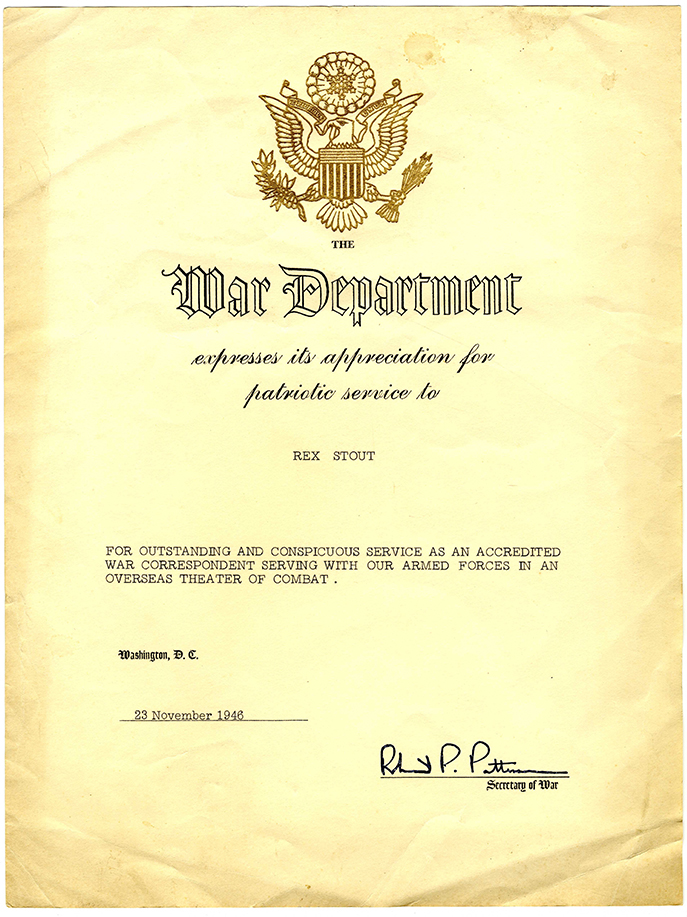 THE
War Department
expresses its appreciation for
patriotic service to
REX STOUT
FOR OUTSTANDING AND CONSPICUOUS SERVICE AS AN ACCREDITED
WAR CORRESPONDENT SERVING WITH OUR ARMED FORCES IN AN
OVERSEAS THEATER OF COMBAT .
Washington, D. C.
23 November 1946
Robert P. Patterson
Secretary of War